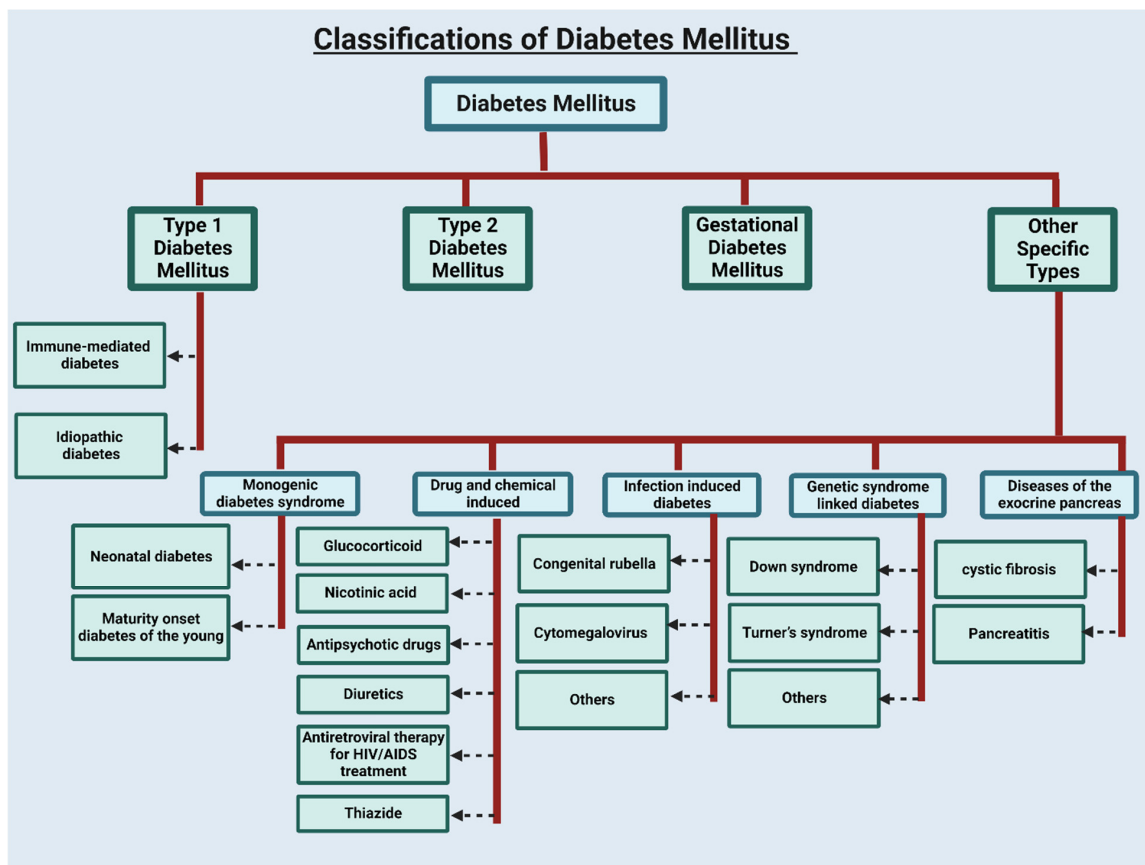 Classifications of Diabetes Mellitus
Diabetes Mellitus
Type 1
Diabetes
Mellitus
Type 2
Diabetes
Mellitus
Gestational
Diabetes
Mellitus
Other
Specific
Types
Immune-mediated
diabetes
Idiopathic
diabetes
Monogenic
diabetes syndrome
Drug and chemical
induced
Infection induced
diabetes
Genetic syndrome
linked diabetes
Diseases of the
exocrine pancreas
Neonatal diabetes
Maturity onset
diabetes of the young
Glucocorticoid
Nicotinic acid
Antipsychotic drugs
Diuretics
Antiretroviral therapy
for HIV/AIDS
treatment
Thiazide
Congenital rubella
Cytomegalovirus
Others
Down syndrome
Turner's syndrome
Others
cystic fibrosis
Pancreatitis